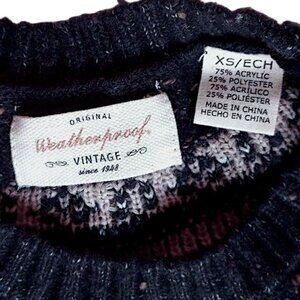 ORIGINAL
Weatherproof
VINTAGE
since 1948
XS/ECH
75% ACRYLIC
25% POLYESTER
75% ACRÍLICO
25% POLIÉSTER
MADE IN CHINA
HECHO EN CHINA